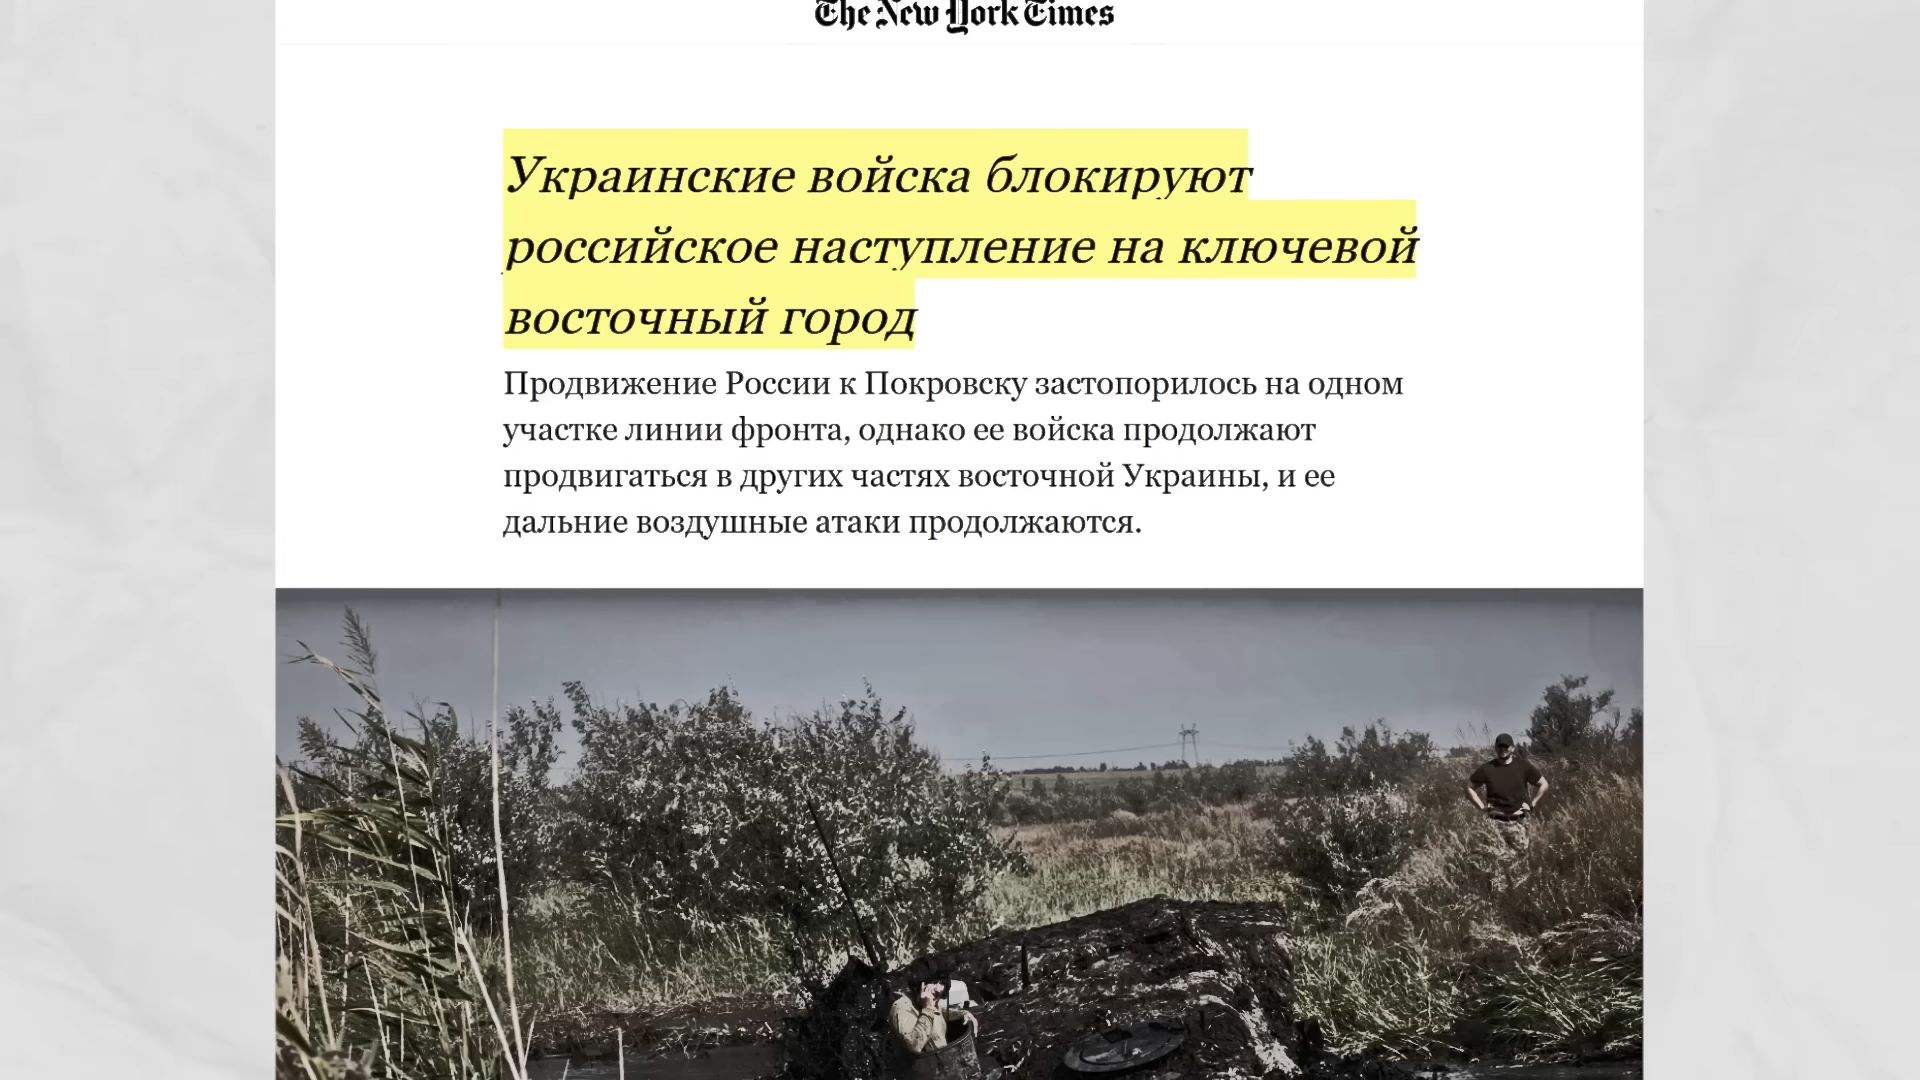 The New York Times
Украинские войска блокируют
российское наступление на ключевой
восточный город
Продвижение России к Покровску застопорилось на одном
участке линии фронта, однако ее войска продолжают
продвигаться в других частях восточной Украины, и ее
дальние воздушные атаки продолжаются.